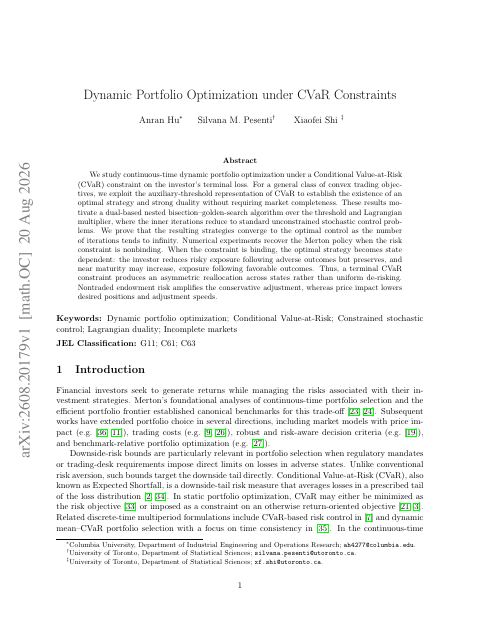 Dynamic Portfolio Optimization under CVaR Constraints
Anran Hu* Silvana M. Pesenti† Xiaofei Shi ‡
Abstract
We study continuous-time dynamic portfolio optimization under a Conditional Value-at-Risk
(CVaR) constraint on the investor's terminal loss. For a general class of convex trading objec-
tives, we exploit the auxiliary-threshold representation of CVaR to establish the existence of an
optimal strategy and strong duality without requiring market completeness. These results mo-
tivate a dual-based nested bisection–golden-search algorithm over the threshold and Lagrangian
multiplier, where the inner iterations reduce to standard unconstrained stochastic control prob-
lems. We prove that the resulting strategies converge to the optimal control as the number
of iterations tends to infinity. Numerical experiments recover the Merton policy when the risk
constraint is nonbinding. When the constraint is binding, the optimal strategy becomes state
dependent: the investor reduces risky exposure following adverse outcomes but preserves, and
near maturity may increase, exposure following favorable outcomes. Thus, a terminal CVaR
constraint produces an asymmetric reallocation across states rather than uniform de-risking.
Nontraded endowment risk amplifies the conservative adjustment, whereas price impact lowers
desired positions and adjustment speeds.
Keywords: Dynamic portfolio optimization; Conditional Value-at-Risk; Constrained stochastic
control; Lagrangian duality; Incomplete markets
JEL Classification: G11; C61; C63
1 Introduction
Financial investors seek to generate returns while managing the risks associated with their in-
vestment strategies. Merton's foundational analyses of continuous-time portfolio selection and the
efficient portfolio frontier established canonical benchmarks for this trade-off [23, 24]. Subsequent
works have extended portfolio choice in several directions, including market models with price im-
pact (e.g. [36, 11]), trading costs (e.g. [9, 26]), robust and risk-aware decision criteria (e.g. [19]),
and benchmark-relative portfolio optimization (e.g. [27]).
Downside-risk bounds are particularly relevant in portfolio selection when regulatory mandates
or trading-desk requirements impose direct limits on losses in adverse states. Unlike conventional
risk aversion, such bounds target the downside tail directly. Conditional Value-at-Risk (CVaR), also
known as Expected Shortfall, is a downside-tail risk measure that averages losses in a prescribed tail
of the loss distribution [2, 34]. In static portfolio optimization, CVaR may either be minimized as
the risk objective [33] or imposed as a constraint on an otherwise return-oriented objective [21, 3].
Related discrete-time multiperiod formulations include CVaR-based risk control in [7] and dynamic
mean–CVaR portfolio selection with a focus on time consistency in [35]. In the continuous-time
*Columbia University, Department of Industrial Engineering and Operations Research; ah4277@columbia.edu.
†University of Toronto, Department of Statistical Sciences; silvana.pesenti@utoronto.ca.
‡University of Toronto, Department of Statistical Sciences; xf.shi@utoronto.ca.
1
arXiv:2608.20179v1 [math.OC] 20 Aug 2026